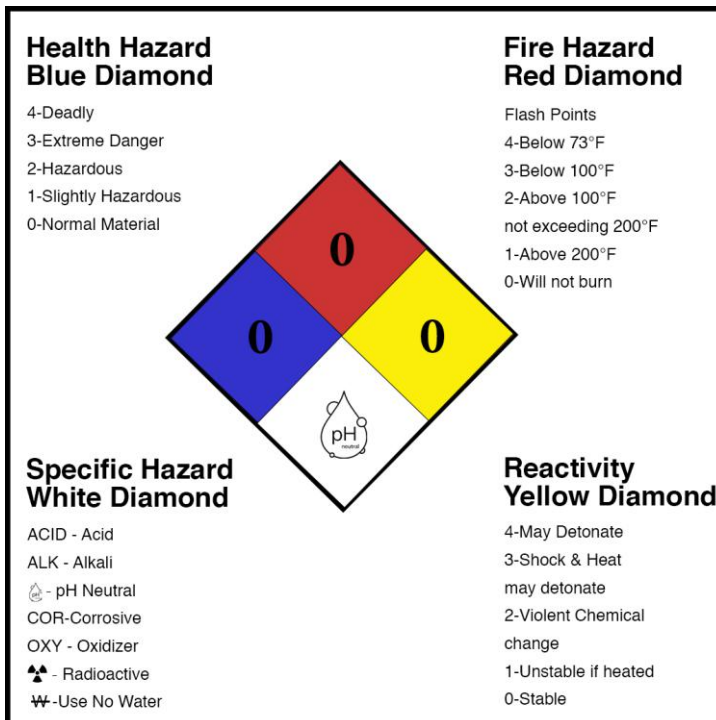 Health Hazard
Blue Diamond
4-Deadly
3-Extreme Danger
2-Hazardous
1-Slightly Hazardous
0-Normal Material
Fire Hazard
Red Diamond
Flash Points
4-Below 73°F
3-Below 100°F
2-Above 100°F
not exceeding 200°F
1-Above 200°F
0-Will not burn
0
0
0
pH
neutral
Specific Hazard
White Diamond
ACID - Acid
ALK - Alkali
pH - pH Neutral
COR-Corrosive
OXY - Oxidizer
- Radioactive
W -Use No Water
Reactivity
Yellow Diamond
4-May Detonate
3-Shock & Heat
may detonate
2-Violent Chemical
change
1-Unstable if heated
0-Stable